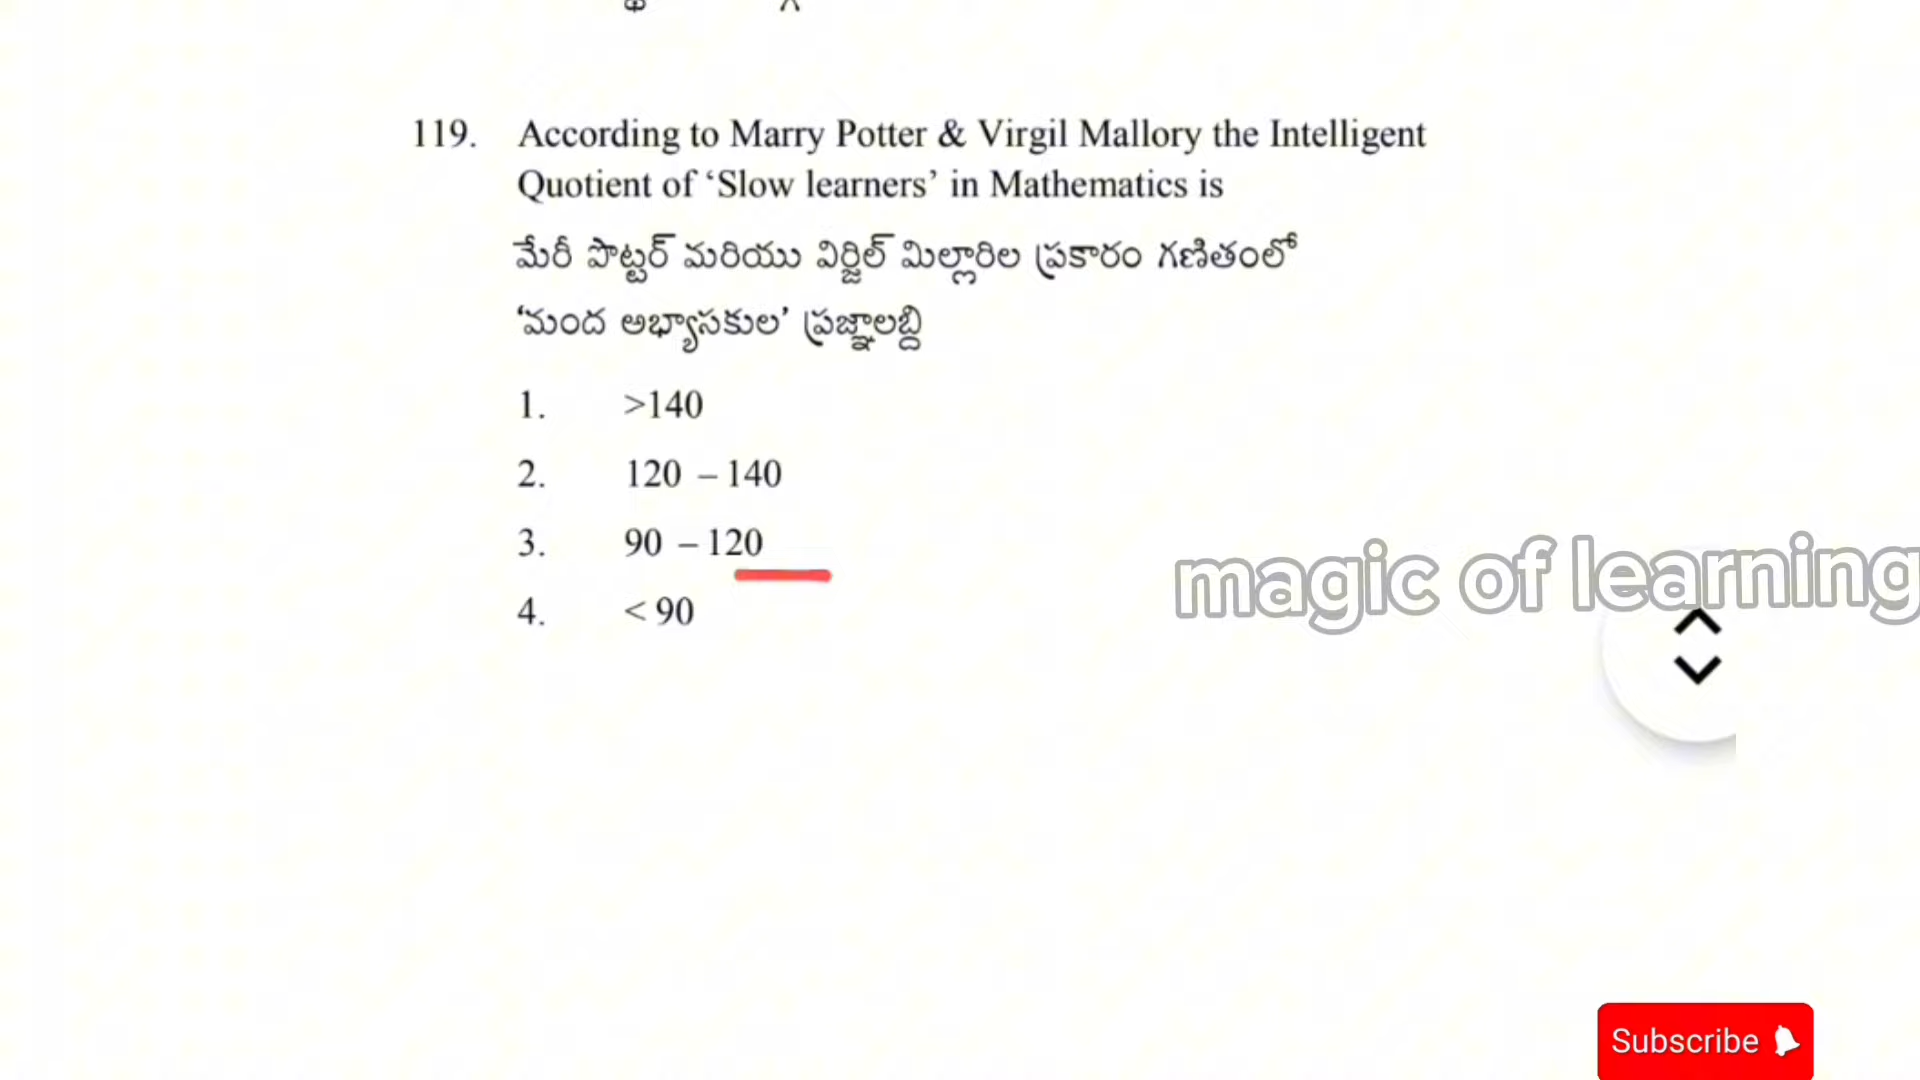 119. According to Marry Potter & Virgil Mallory the Intelligent
Quotient of ‘Slow learners’ in Mathematics is
మేరీ పొట్టర్ మరియు విర్జిల్ మిల్లారిల ప్రకారం గణితంలో
‘మంద అభ్యాసకుల’ ప్రజ్ఞాలబ్ది
1. >140
2. 120 – 140
3. 90 – 120
4. < 90
magic of learning
Subscribe